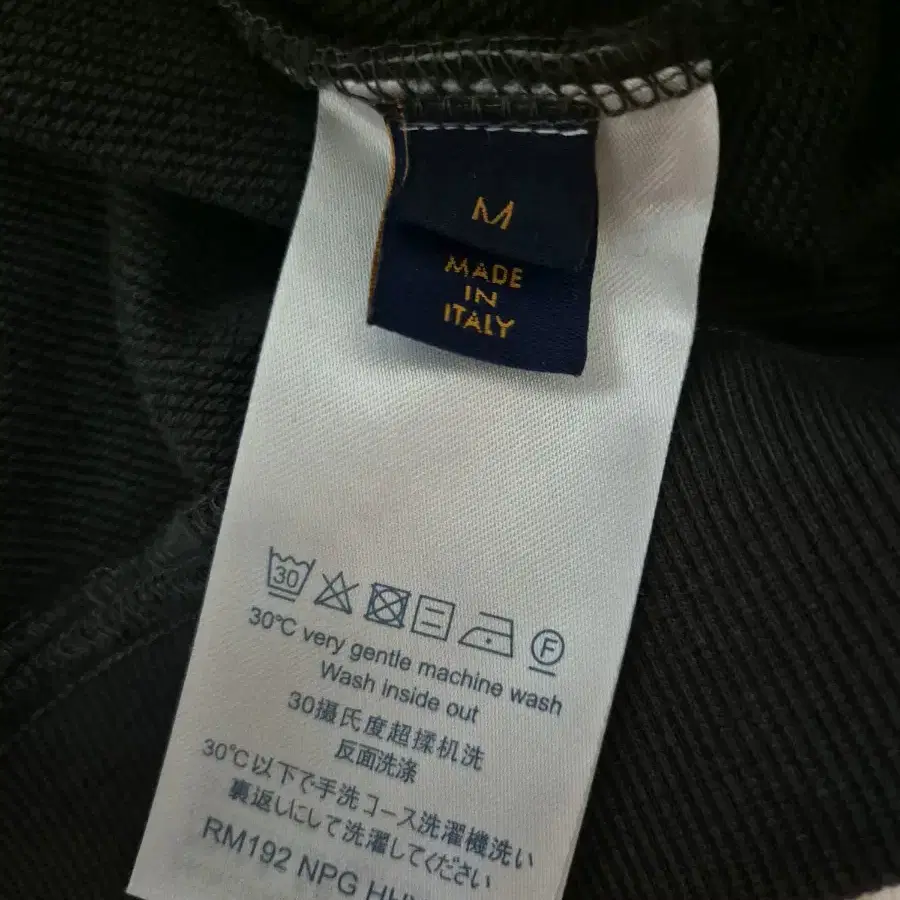 M
MADE
IN
ITALY
30
F
30℃ very gentle machine wash
Wash inside out
30摄氏度超揉机洗
反面洗涤
30℃以下で手洗コース洗濯機洗い
裏返しにして洗濯してください
RM192 NPG